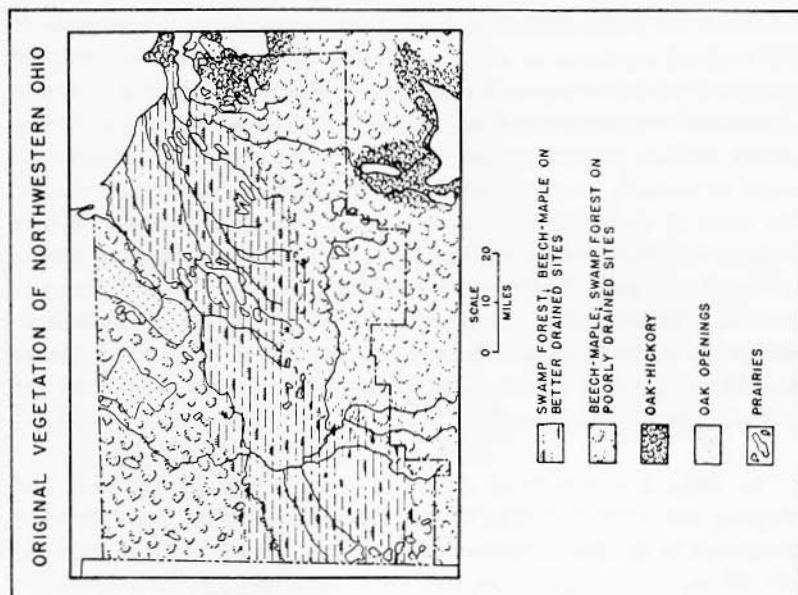 ORIGINAL VEGETATION OF NORTHWESTERN OHIO
SCALE
0 10 20
MILES
SWAMP FOREST; BEECH-MAPLE ON
BETTER DRAINED SITES
BEECH-MAPLE; SWAMP FOREST ON
POORLY DRAINED SITES
OAK-HICKORY
OAK OPENINGS
PRAIRIES